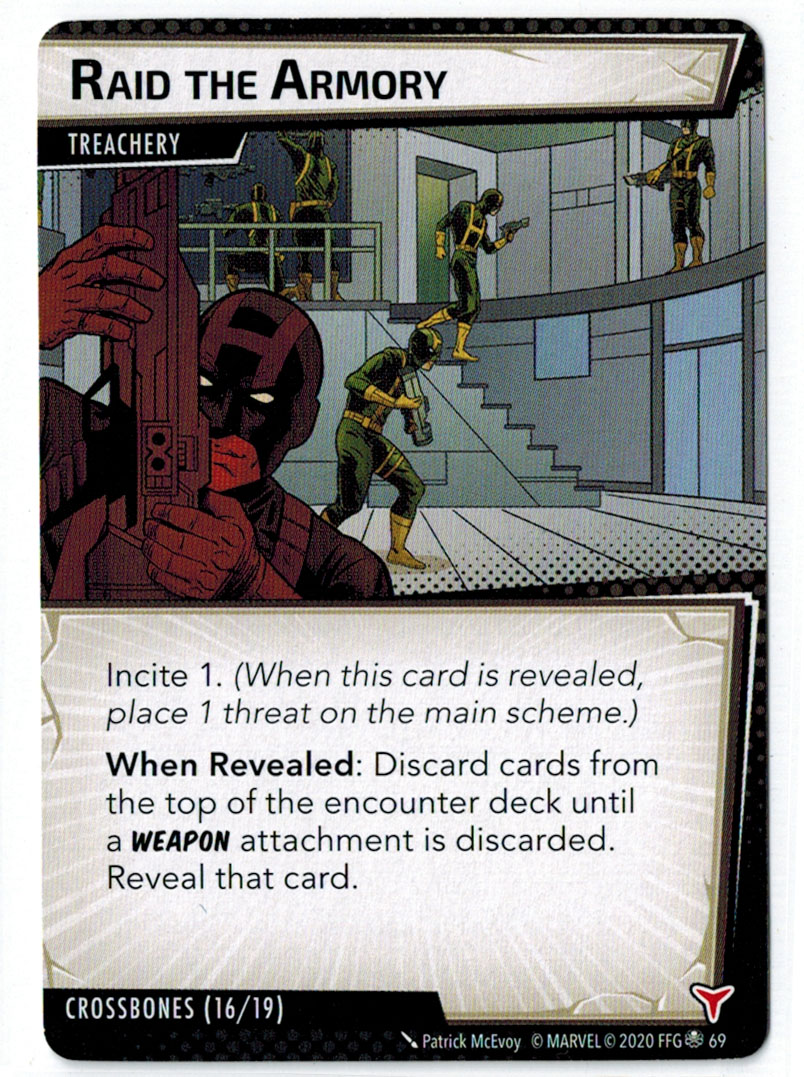 RAID THE ARMORY
TREACHERY
Incite 1. (When this card is revealed,
place 1 threat on the main scheme.)
When Revealed: Discard cards from
the top of the encounter deck until
a WEAPON attachment is discarded.
Reveal that card.
CROSSBONES (16/19)
Patrick McEvoy © MARVEL © 2020 FFG 69